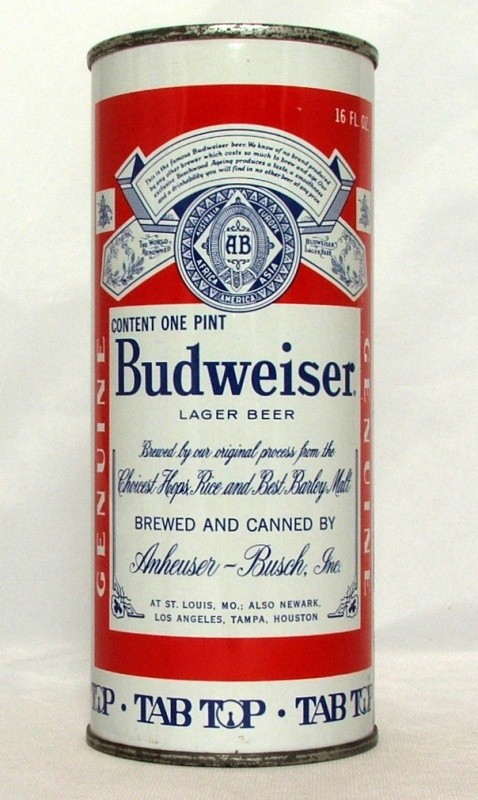 16 FL. OZ.
This is the famous Budweiser beer. We know of no brand produced
by any other brewer which costs so much to brew and age. Our
exclusive Beechwood Ageing produces a taste, a smoothness
and a drinkability you will find in no other beer at any price.
THE WORLD
RENOWNED
BUDWEISER
LAGER BEER
AUSTRALIA
EUROPE
AB
AFRICA
ASIA
AMERICA
CONTENT ONE PINT
Budweiser
LAGER BEER
Brewed by our original process from the
Choicest Hops, Rice and Best Barley Malt
BREWED AND CANNED BY
Anheuser-Busch, Inc.
AT ST. LOUIS, MO.; ALSO NEWARK,
LOS ANGELES, TAMPA, HOUSTON
GENUINE
GENUINE
TOP • TAB TOP • TAB TOP